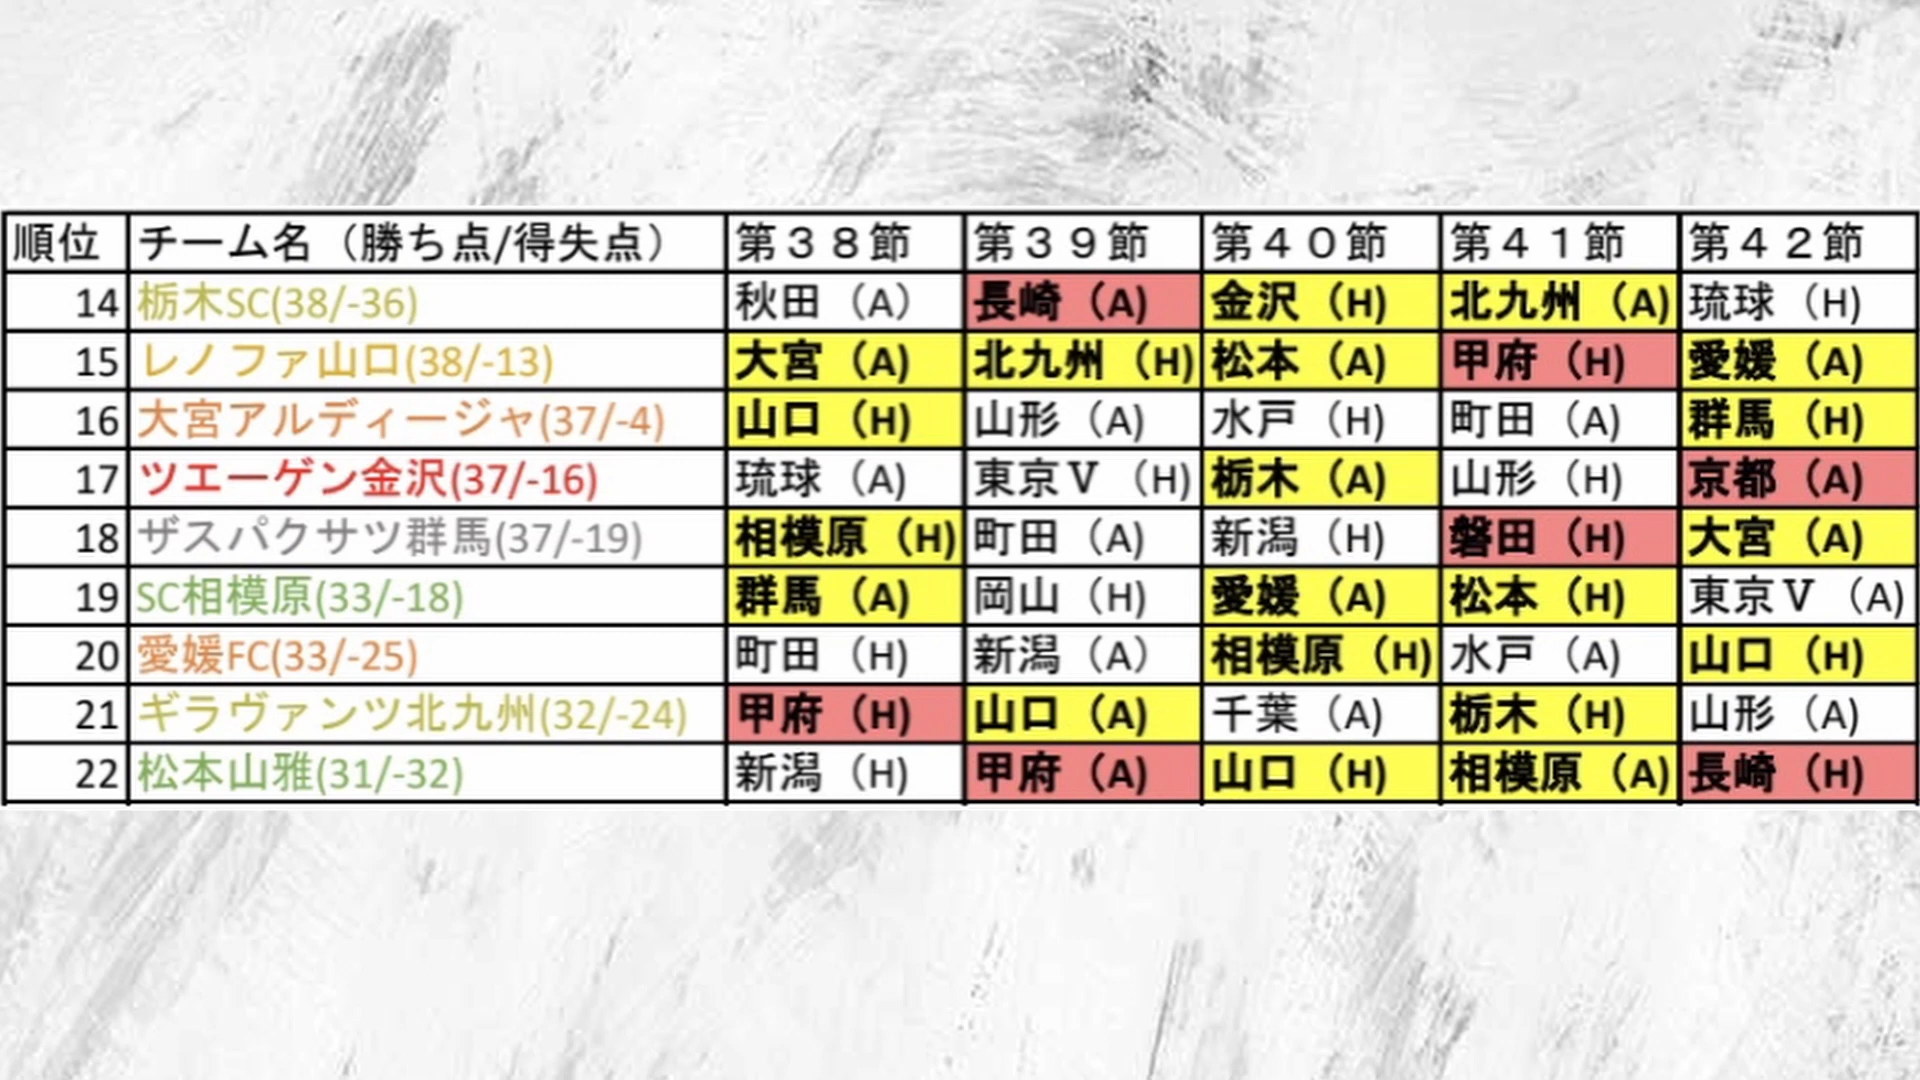 順位 チーム名（勝ち点/得失点） 第３８節 第３９節 第４０節 第４１節 第４２節
14 栃木SC(38/-36) 秋田（A） 長崎（A) 金沢（H) 北九州（A) 琉球（H)
15 レノファ山口(38/-13) 大宮（A) 北九州（H) 松本（A) 甲府（H) 愛媛（A)
16 大宮アルディージャ(37/-4) 山口（H) 山形（A) 水戸（H) 町田（A) 群馬（H)
17 ツエーゲン金沢(37/-16) 琉球（A) 東京Ｖ（H) 栃木（A) 山形（H) 京都（A)
18 ザスパクサツ群馬(37/-19) 相模原（H) 町田（A) 新潟（H) 磐田（H) 大宮（A)
19 SC相模原(33/-18) 群馬（A) 岡山（H) 愛媛（A) 松本（H) 東京Ｖ（A)
20 愛媛FC(33/-25) 町田（H) 新潟（A） 相模原（H) 水戸（A) 山口（H)
21 ギラヴァンツ北九州(32/-24) 甲府（H) 山口（A) 千葉（A) 栃木（H) 山形（A)
22 松本山雅(31/-32) 新潟（H) 甲府（A) 山口（H) 相模原（A) 長崎（H)